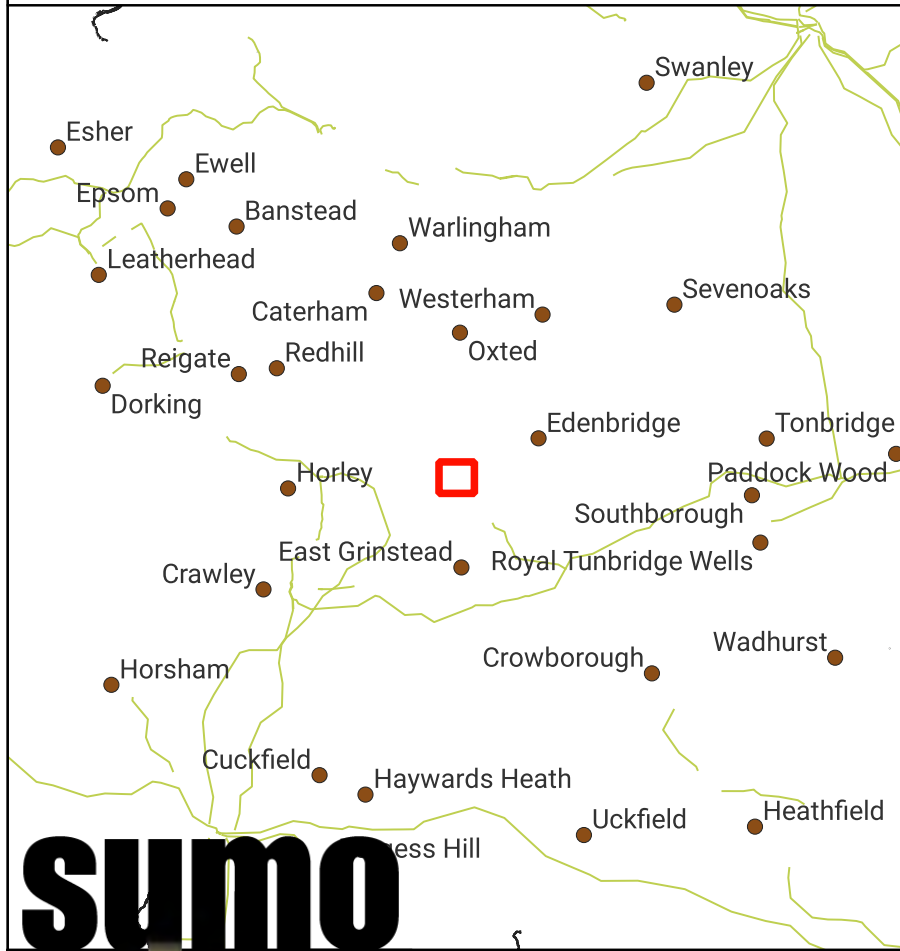 Swanley
Esher
Ewell
Epsom
Banstead
Warlingham
Leatherhead
Sevenoaks
Westerham
Caterham
Oxted
Redhill
Reigate
Dorking
Edenbridge
Tonbridge
Horley
Paddock Wood
Southborough
East Grinstead
Royal Tunbridge Wells
Crawley
Wadhurst
Crowborough
Horsham
Cuckfield
Haywards Heath
Heathfield
Uckfield
Hill
sumo